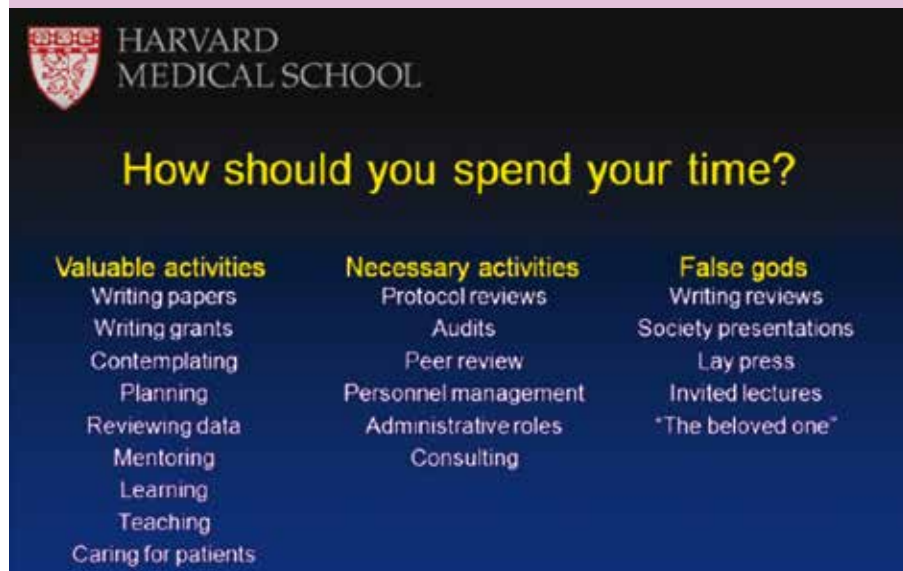 HARVARD
MEDICAL SCHOOL
How should you spend your time?
Valuable activities
Writing papers
Writing grants
Contemplating
Planning
Reviewing data
Mentoring
Learning
Teaching
Caring for patients
Necessary activities
Protocol reviews
Audits
Peer review
Personnel management
Administrative roles
Consulting
False gods
Writing reviews
Society presentations
Lay press
Invited lectures
"The beloved one"